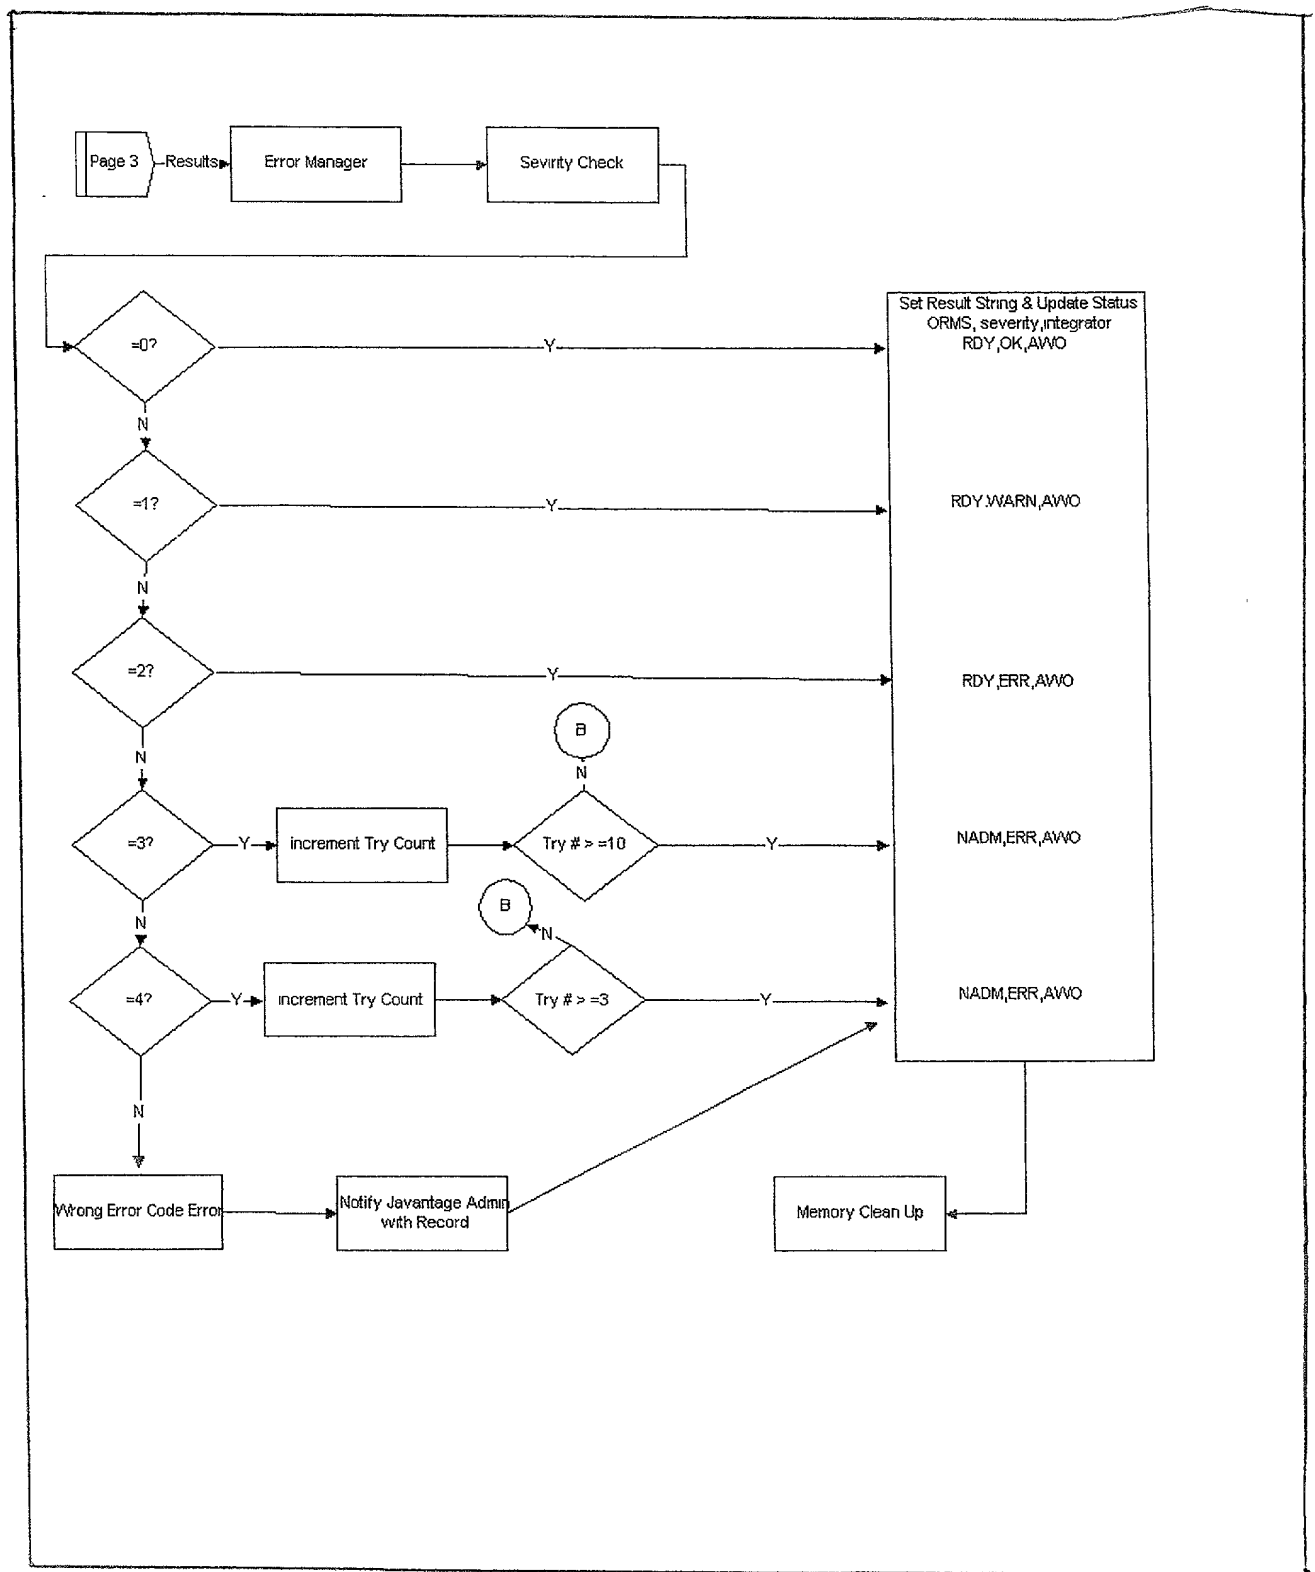 Page 3
Results
Error Manager
Sevirity Check
=0?
Y
Set Result String & Update Status
ORMS, severity,integrator
RDY,OK,AWO
N
=1?
Y
RDY.WARN,AWO
N
=2?
Y
RDY,ERR,AWO
B
N
N
=3?
Y
increment Try Count
Try # > =10
Y
NADM,ERR,AWO
B
N
N
=4?
Y
increment Try Count
Try # > =3
Y
NADM,ERR,AWO
N
Wrong Error Code Error
Notify Javantage Admin
with Record
Memory Clean Up